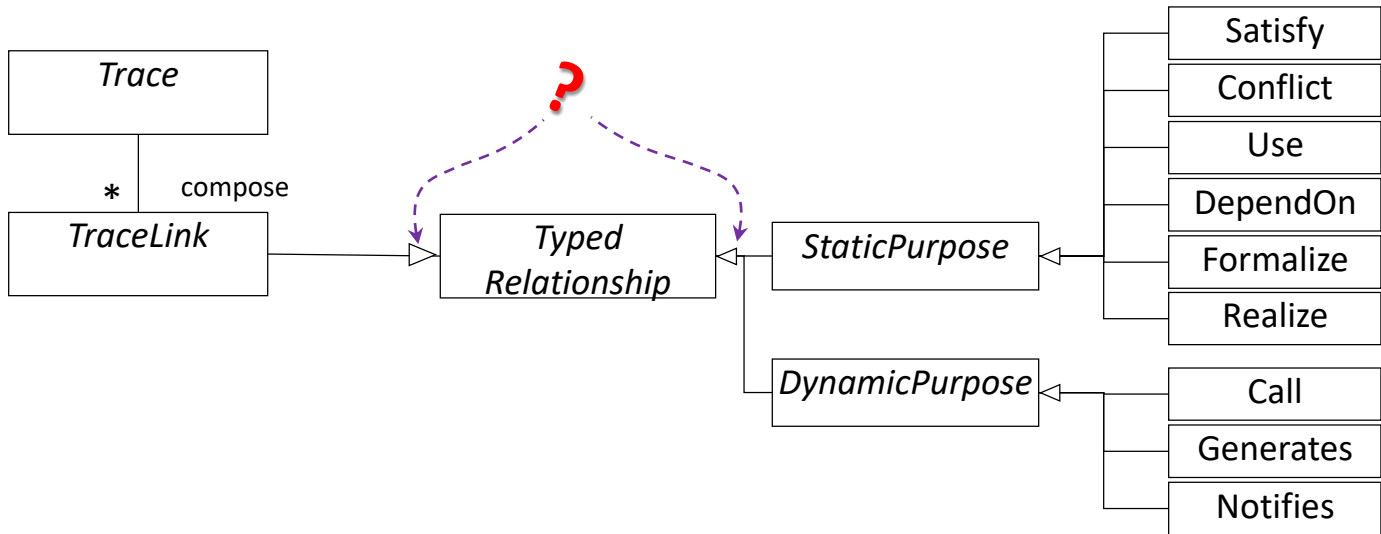 Trace
*
compose
TraceLink
?
Typed
Relationship
StaticPurpose
DynamicPurpose
Satisfy
Conflict
Use
DependOn
Formalize
Realize
Call
Generates
Notifies